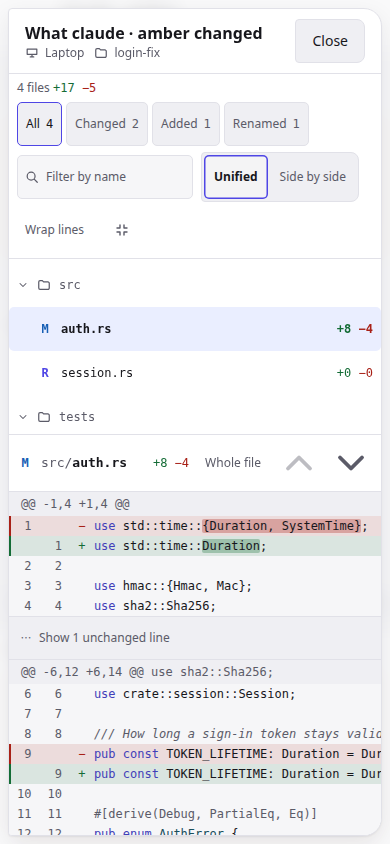 What claude · amber changed
Laptop login-fix
Close
4 files +17 −5
All 4
Changed 2
Added 1
Renamed 1
Filter by name
Unified
Side by side
Wrap lines
src
M auth.rs +8 −4
R session.rs +0 −0
tests
M src/auth.rs +8 −4 Whole file
@@ -1,4 +1,4 @@
1 − use std::time::{Duration, SystemTime};
1 + use std::time::Duration;
2 2
3 3 use hmac::{Hmac, Mac};
4 4 use sha2::Sha256;
··· Show 1 unchanged line
@@ -6,12 +6,14 @@ use sha2::Sha256;
6 6 use crate::session::Session;
7 7
8 8 /// How long a sign-in token stays valid
9 − pub const TOKEN_LIFETIME: Duration = Dur
9 + pub const TOKEN_LIFETIME: Duration = Dur
10 10
11 11 #[derive(Debug, PartialEq, Eq)]
12 12 pub enum AuthError {